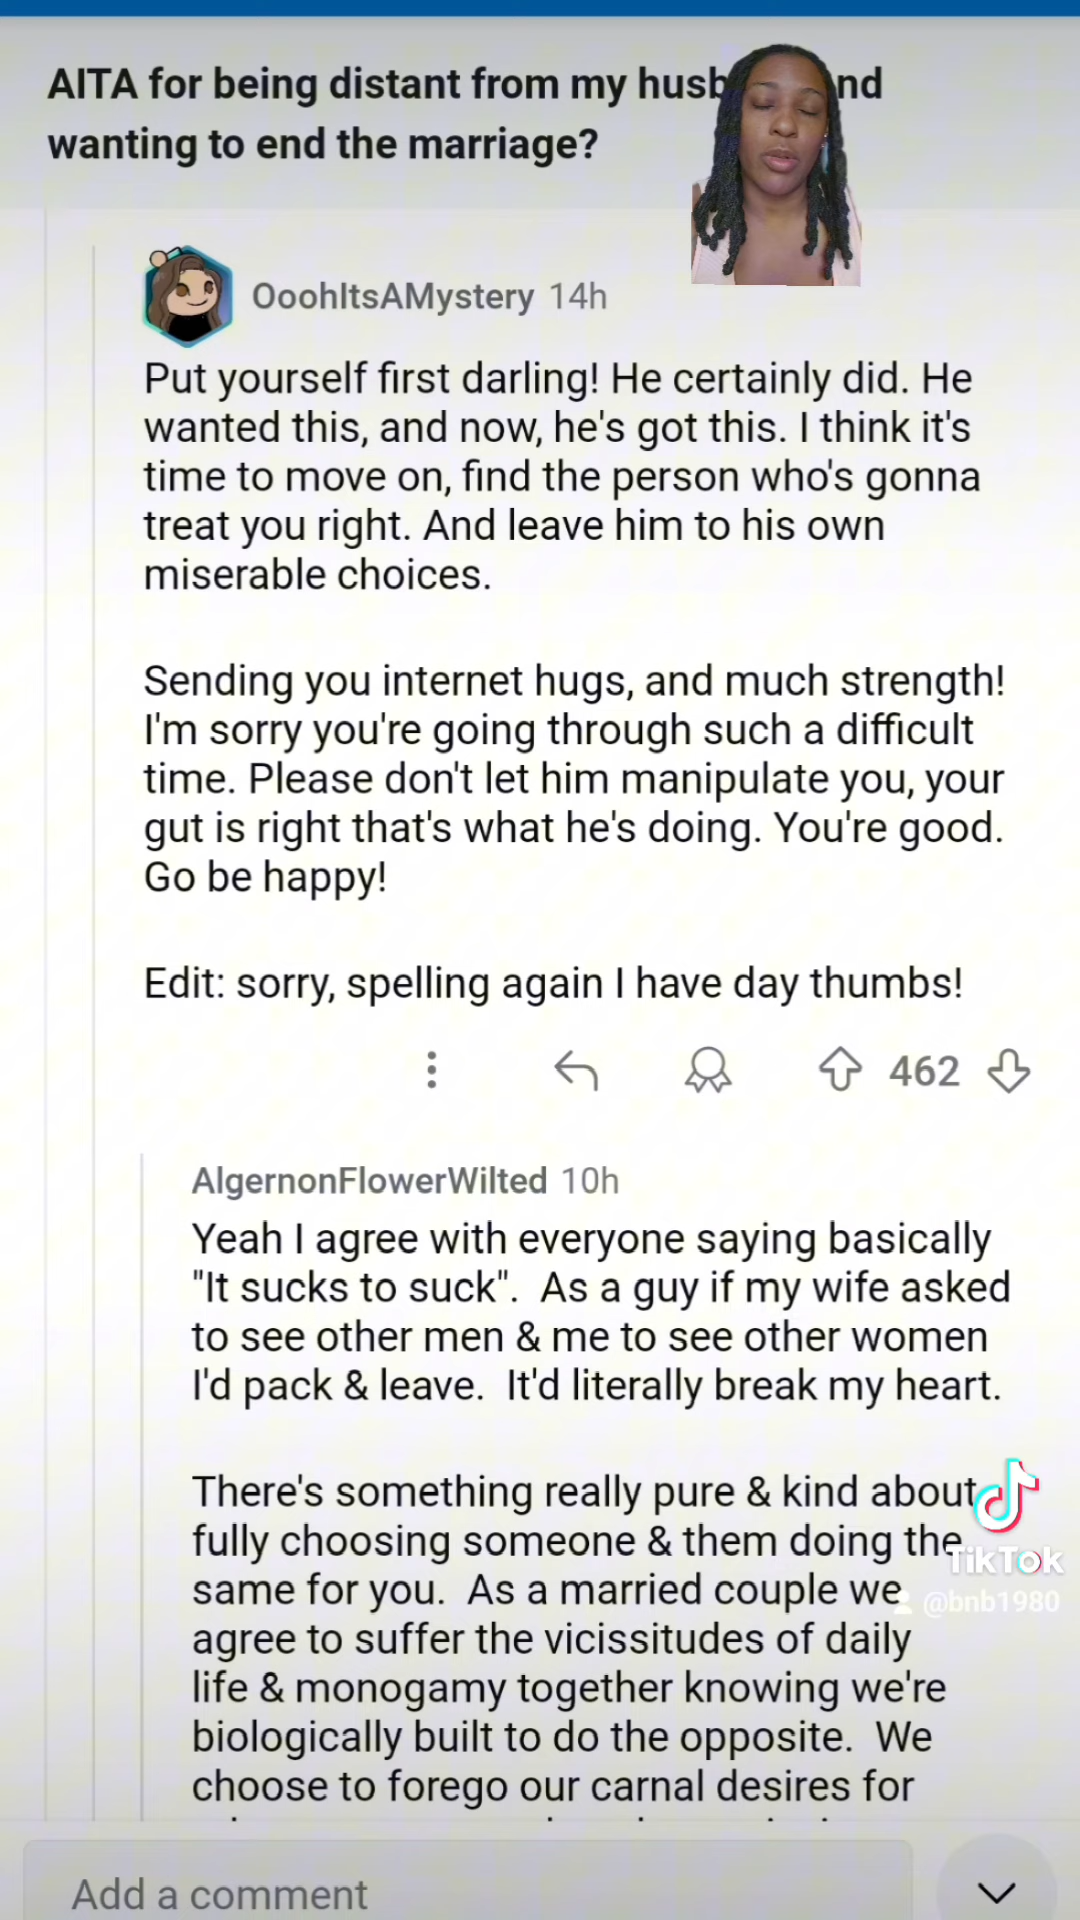 AITA for being distant from my husb nd
wanting to end the marriage?
OoohItsAMystery 14h
Put yourself first darling! He certainly did. He
wanted this, and now, he's got this. I think it's
time to move on, find the person who's gonna
treat you right. And leave him to his own
miserable choices.
Sending you internet hugs, and much strength!
I'm sorry you're going through such a difficult
time. Please don't let him manipulate you, your
gut is right that's what he's doing. You're good.
Go be happy!
Edit: sorry, spelling again I have day thumbs!
462
AlgernonFlowerWilted 10h
Yeah I agree with everyone saying basically
"It sucks to suck".  As a guy if my wife asked
to see other men & me to see other women
I'd pack & leave.  It'd literally break my heart.
There's something really pure & kind about
fully choosing someone & them doing the
same for you.  As a married couple we
agree to suffer the vicissitudes of daily
life & monogamy together knowing we're
biologically built to do the opposite.  We
choose to forego our carnal desires for
TikTok
@bnb1980
Add a comment